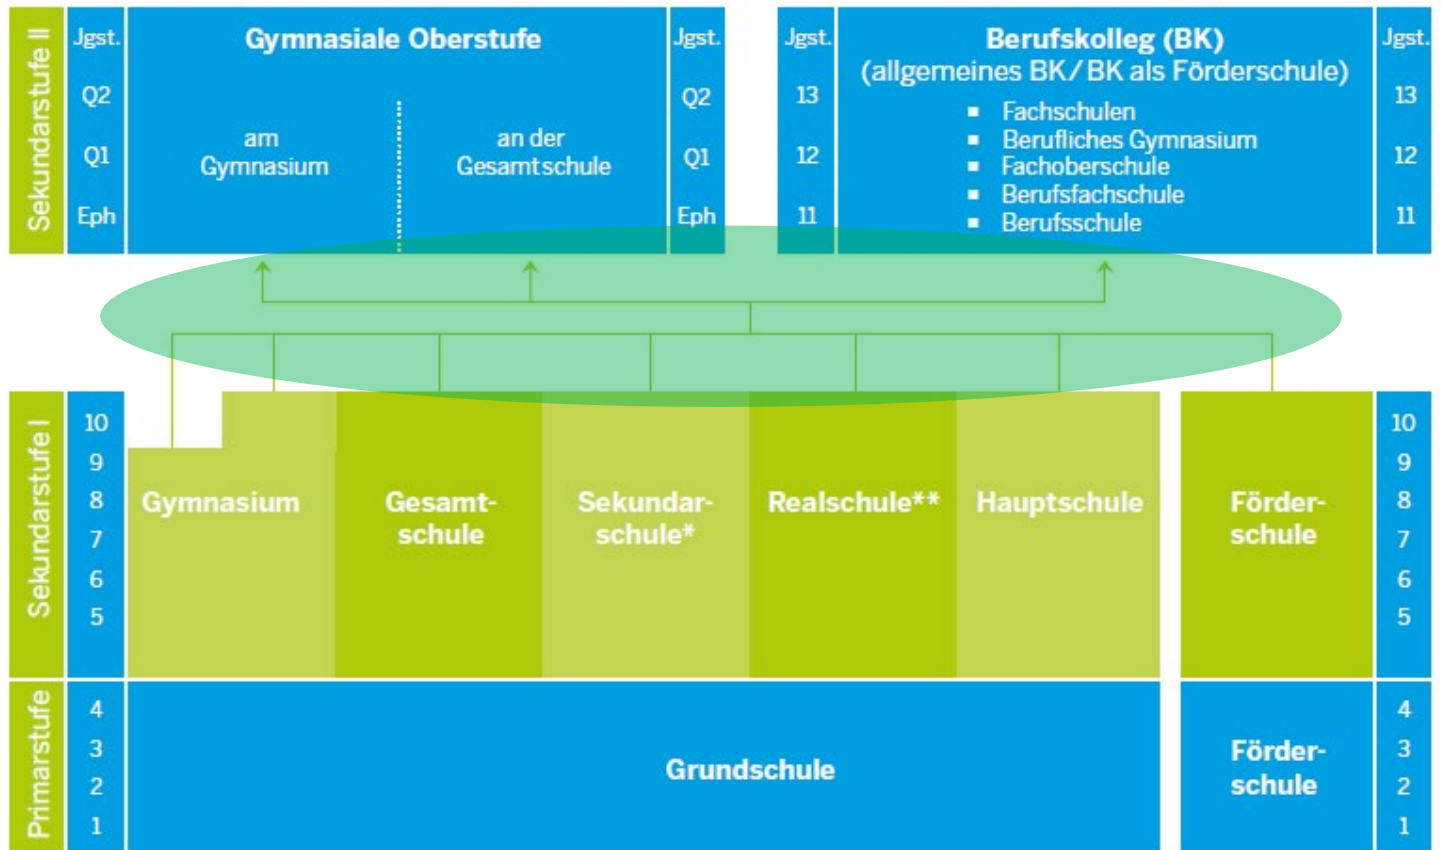 Sekundarstufe II
Jgst.
Q2
Q1
Eph
Gymnasiale Oberstufe
am
Gymnasium
an der
Gesamtschule
Jgst.
Q2
Q1
Eph
Jgst.
13
12
11
Berufskolleg (BK)
(allgemeines BK/BK als Förderschule)
▪ Fachschulen
▪ Berufliches Gymnasium
▪ Fachoberschule
▪ Berufsfachschule
▪ Berufsschule
Jgst.
13
12
11
Sekundarstufe I
10
9
8
7
6
5
Gymnasium
Gesamt-
schule
Sekundar-
schule*
Realschule**
Hauptschule
Förder-
schule
10
9
8
7
6
5
Primarstufe
4
3
2
1
Grundschule
Förder-
schule
4
3
2
1